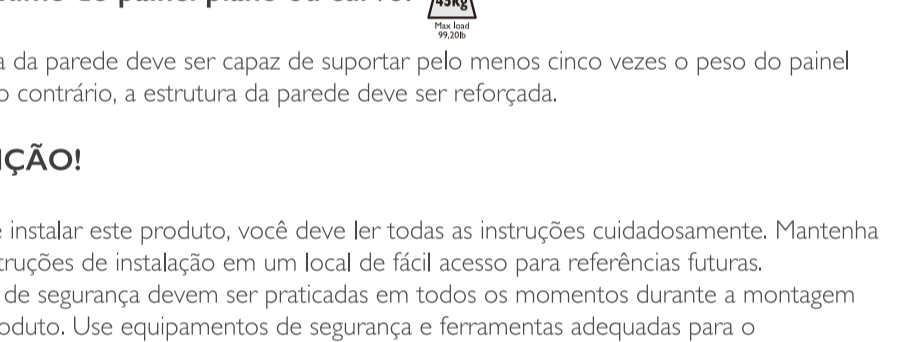 45kg
Max load
99,20lb
a da parede deve ser capaz de suportar pelo menos cinco vezes o peso do painel
o contrário, a estrutura da parede deve ser reforçada.
ÇÃO!
e instalar este produto, você deve ler todas as instruções cuidadosamente. Mantenha
truções de instalação em um local de fácil acesso para referências futuras.
de segurança devem ser praticadas em todos os momentos durante a montagem
oduto. Use equipamentos de segurança e ferramentas adequadas para o